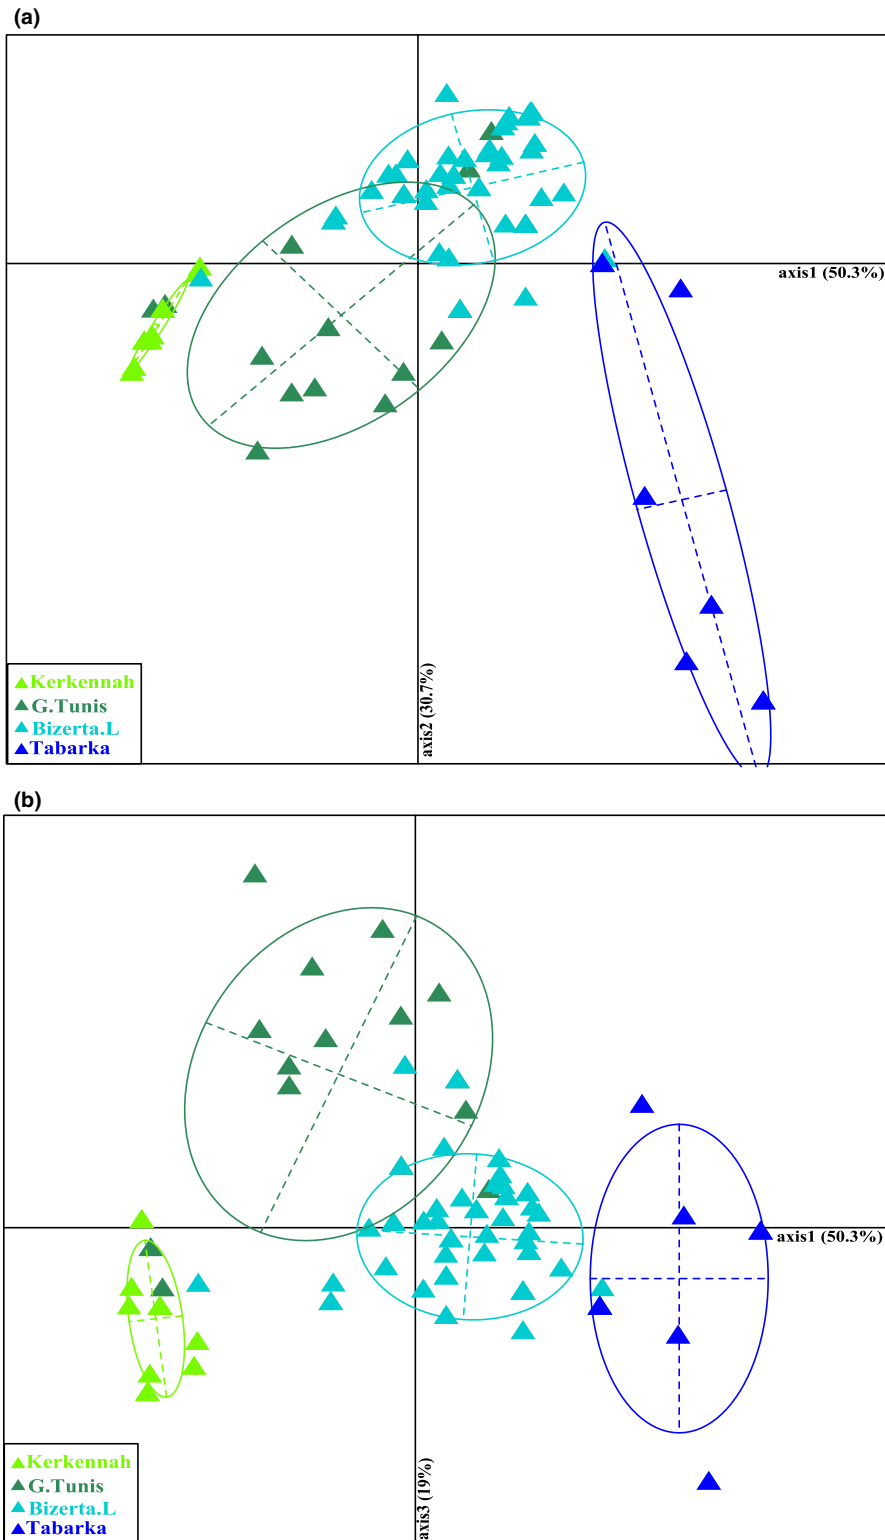 (a)
axis1 (50.3%)
axis2 (30.7%)
Kerkennah
G.Tunis
Bizerta.L
Tabarka
(b)
axis1 (50.3%)
axis3 (19%)
Kerkennah
G.Tunis
Bizerta.L
Tabarka